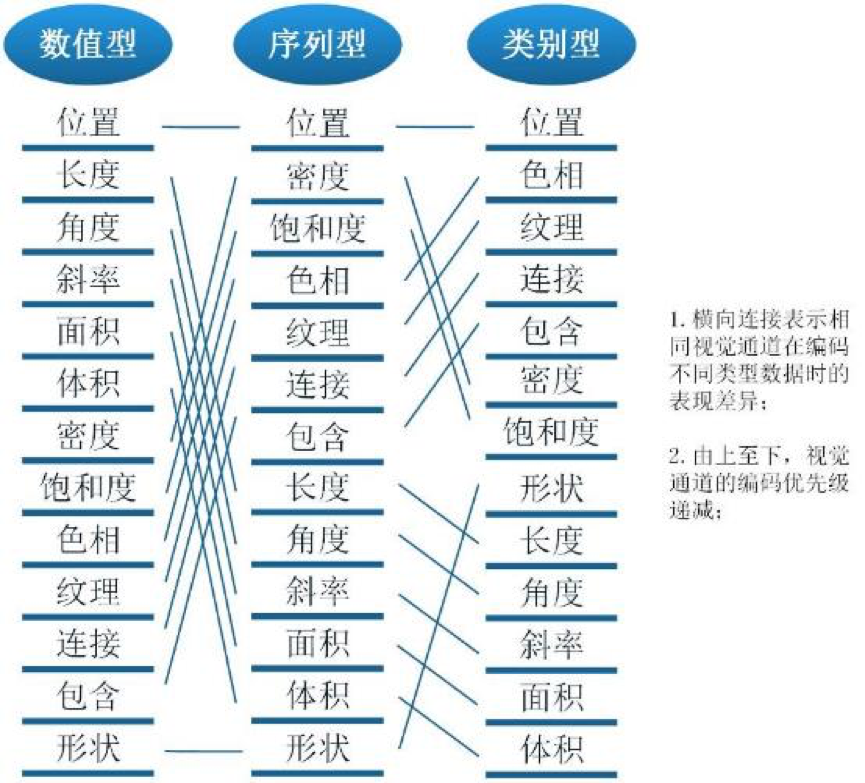 数值型 序列型 类别型
位置 位置 位置
长度 密度 色相
角度 饱和度 纹理
斜率 色相 连接
面积 纹理 包含
体积 连接 密度
密度 包含 饱和度
饱和度 长度 形状
色相 角度 长度
纹理 斜率 角度
连接 面积 斜率
包含 体积 面积
形状 形状 体积
1. 横向连接表示相
同视觉通道在编码
不同类型数据时的
表现差异；
2. 由上至下，视觉
通道的编码优先级
递减；